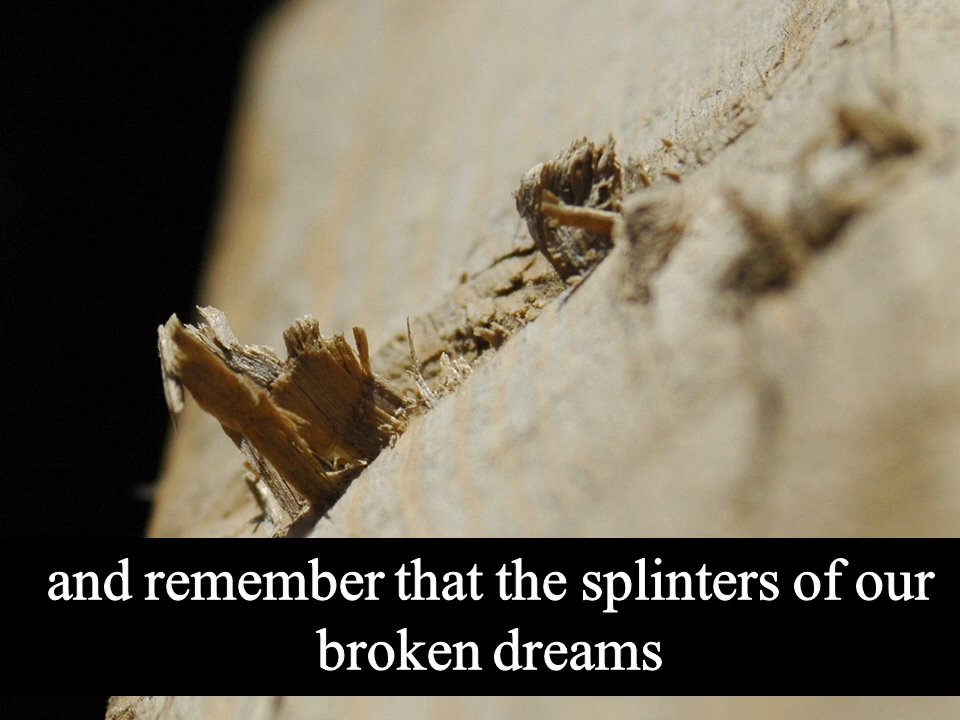 and remember that the splinters of our
broken dreams